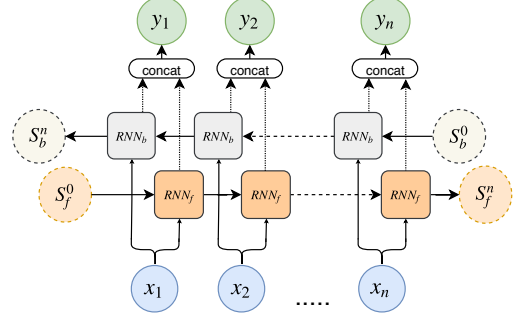 y₁ y₂ yₙ
concat concat concat
S_b^n RNN_b RNN_b RNN_b S_b^0
S_f^0 RNN_f RNN_f RNN_f S_f^n
x₁ x₂ ..... xₙ